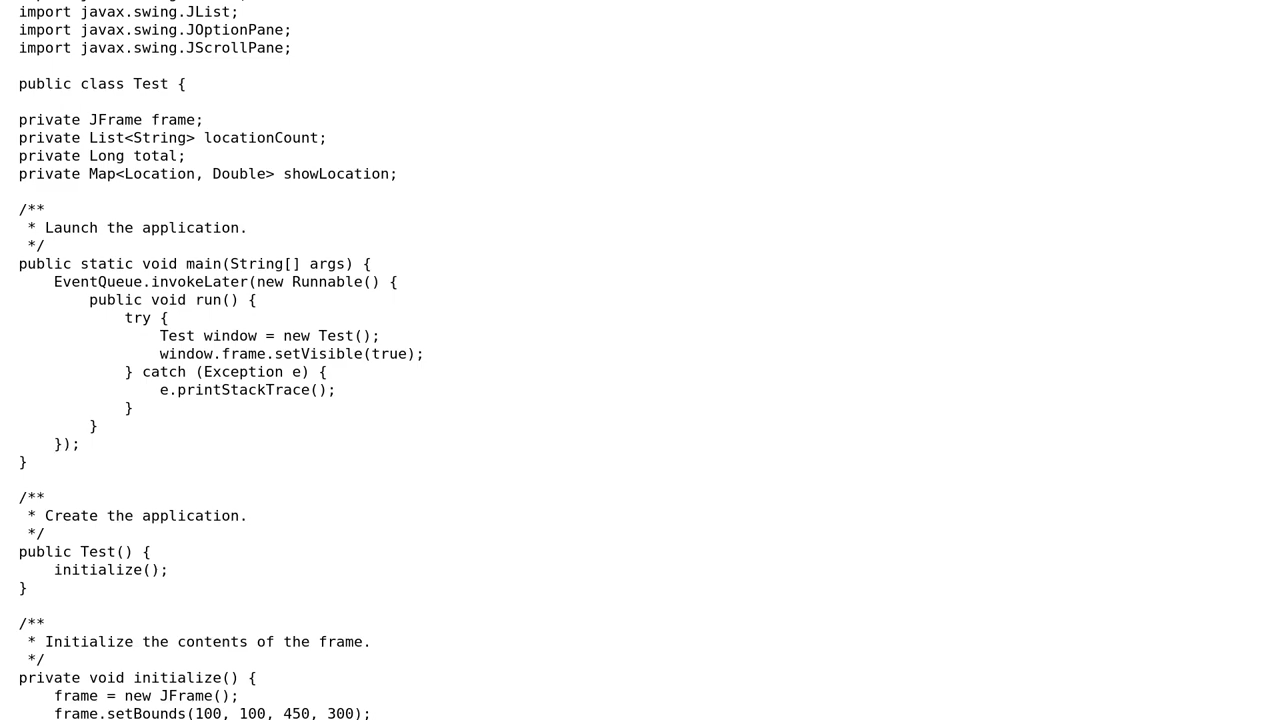 import javax.swing.JList;
import javax.swing.JOptionPane;
import javax.swing.JScrollPane;

public class Test {

private JFrame frame;
private List<String> locationCount;
private Long total;
private Map<Location, Double> showLocation;

/**
 * Launch the application.
 */
public static void main(String[] args) {
    EventQueue.invokeLater(new Runnable() {
        public void run() {
            try {
                Test window = new Test();
                window.frame.setVisible(true);
            } catch (Exception e) {
                e.printStackTrace();
            }
        }
    });
}

/**
 * Create the application.
 */
public Test() {
    initialize();
}

/**
 * Initialize the contents of the frame.
 */
private void initialize() {
    frame = new JFrame();
    frame.setBounds(100, 100, 450, 300);